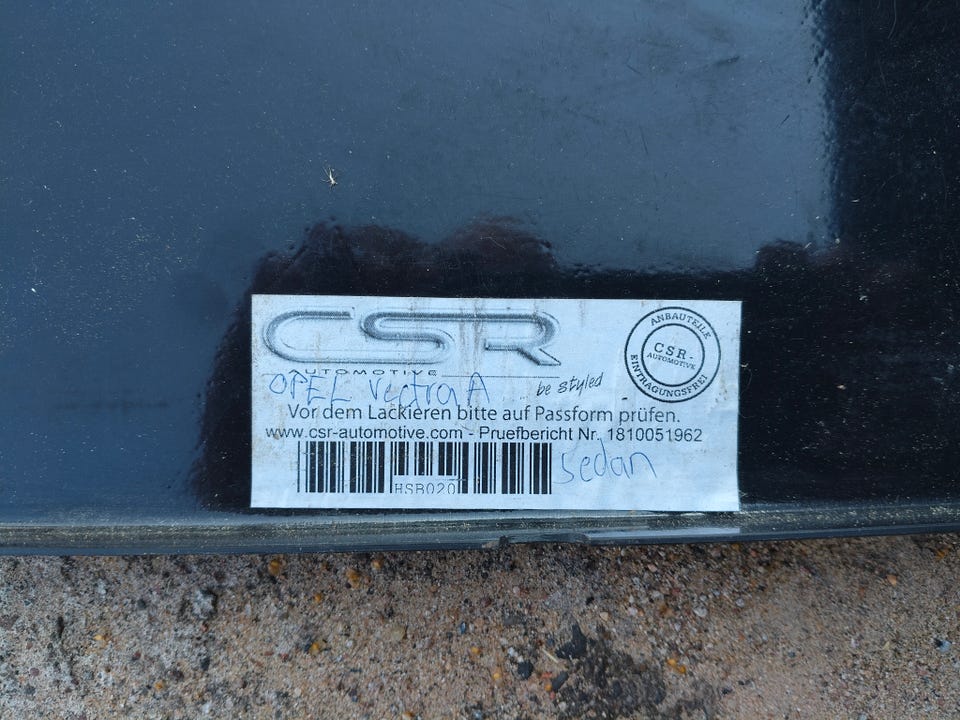 CSR
AUTOMOTIVE
be styled
OPEL Vectra A
Vor dem Lackieren bitte auf Passform prüfen.
www.csr-automotive.com - Pruefbericht Nr. 1810051962
HSB020
Sedan
ANBAUTEILE
CSR-
AUTOMOTIVE
EINTRAGUNGSFREI